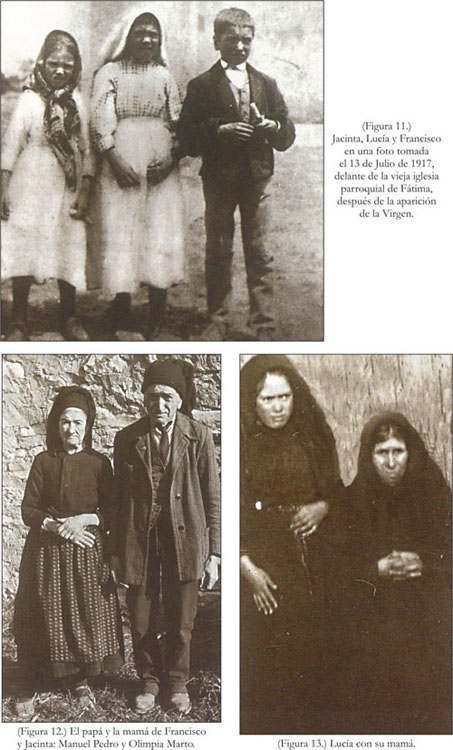 (Figura 11.)
Jacinta, Lucía y Francisco
en una foto tomada
el 13 de Julio de 1917,
delante de la vieja iglesia
parroquial de Fátima,
después de la aparición
de la Virgen.
(Figura 12.) El papá y la mamá de Francisco
y Jacinta: Manuel Pedro y Olimpia Marto.
(Figura 13.) Lucía con su mamá.